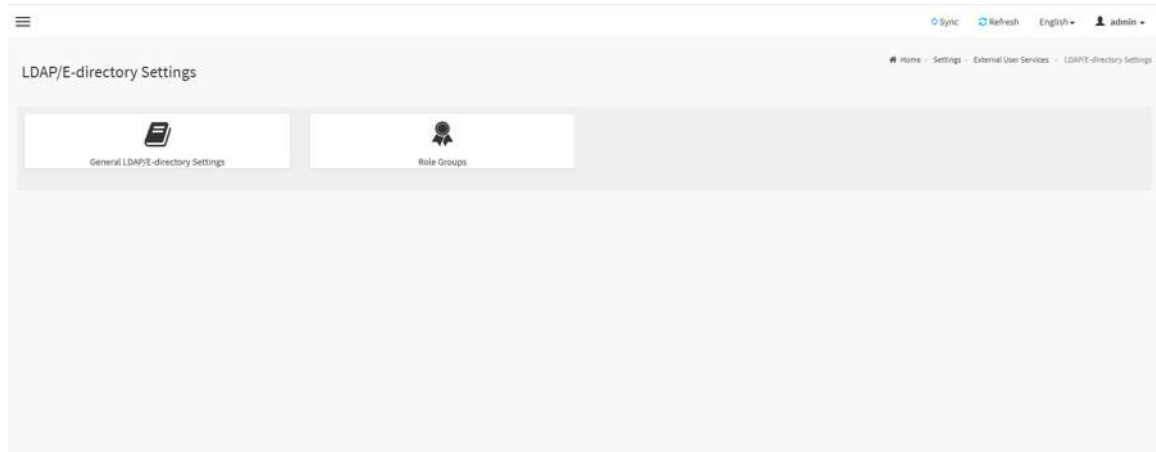 Sync Refresh English admin
LDAP/E-directory Settings
Home Settings External User Services LDAP/E-directory Settings
General LDAP/E-directory Settings
Role Groups